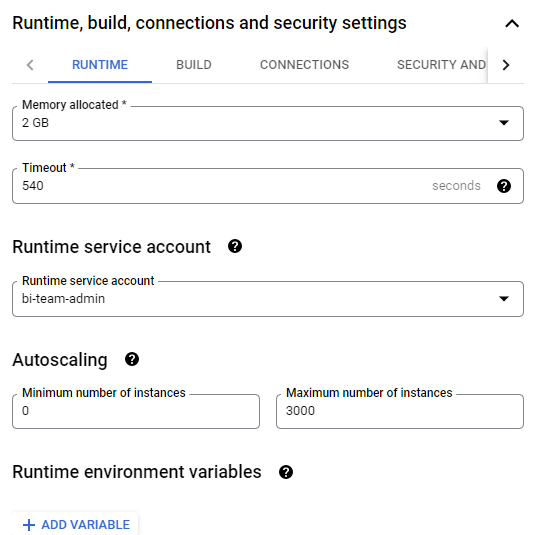 Runtime, build, connections and security settings
RUNTIME BUILD CONNECTIONS SECURITY AND
Memory allocated *
2 GB
Timeout *
540 seconds
Runtime service account
Runtime service account
bi-team-admin
Autoscaling
Minimum number of instances Maximum number of instances
0 3000
Runtime environment variables
+ ADD VARIABLE